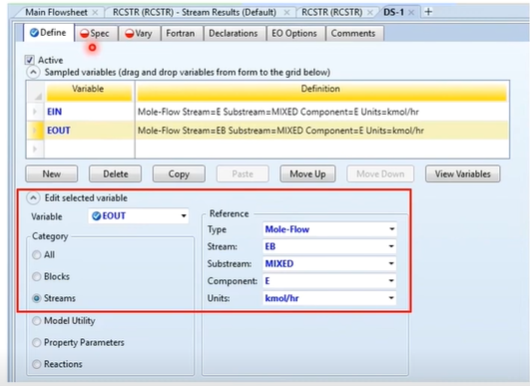 Main Flowsheet × RCSTR (RCSTR) - Stream Results (Default) × RCSTR (RCSTR) × DS-1 × +
Define Spec Vary Fortran Declarations EO Options Comments
Active
Sampled variables (drag and drop variables from form to the grid below)
Variable Definition
EIN Mole-Flow Stream=E Substream=MIXED Component=E Units=kmol/hr
EOUT Mole-Flow Stream=EB Substream=MIXED Component=E Units=kmol/hr
New Delete Copy Paste Move Up Move Down View Variables
Edit selected variable
Variable EOUT
Category
All
Blocks
Streams
Model Utility
Property Parameters
Reactions
Reference
Type Mole-Flow
Stream: EB
Substream: MIXED
Component: E
Units: kmol/hr